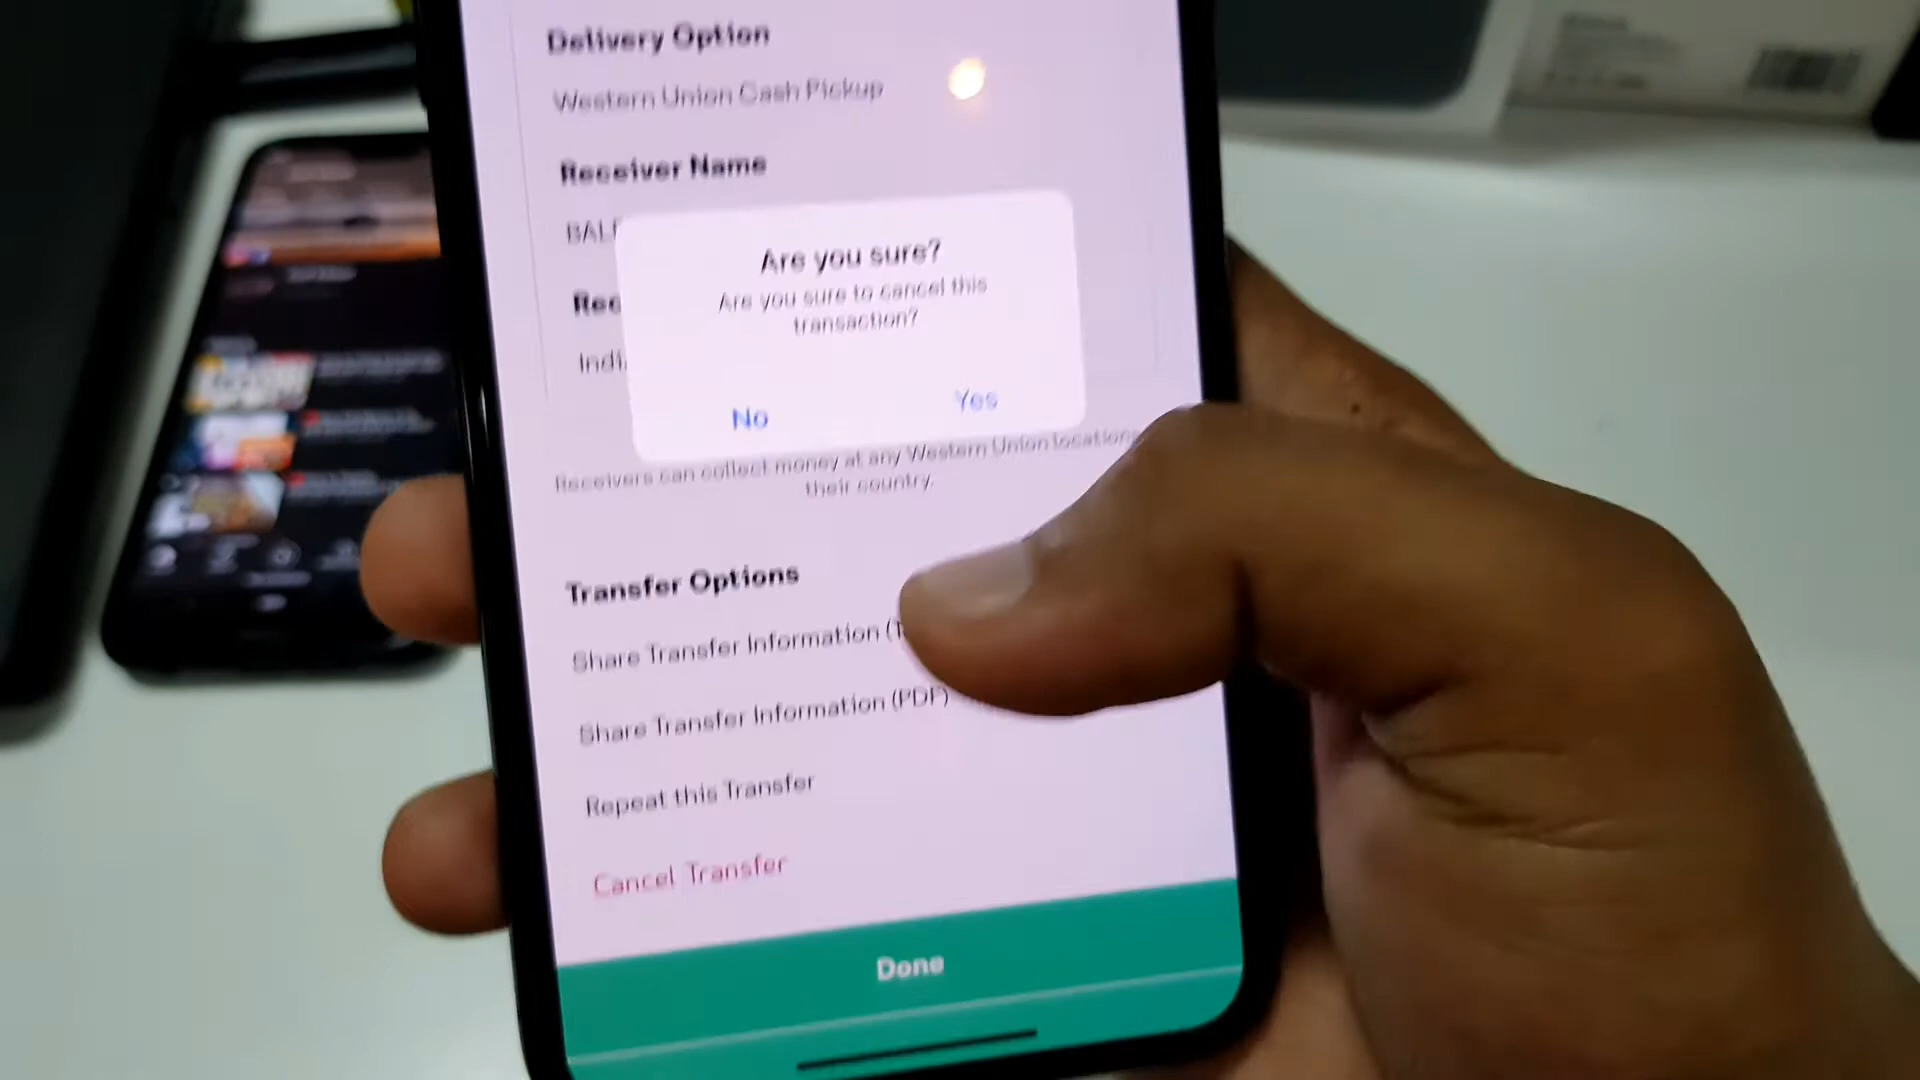 Delivery Option
Western Union Cash Pickup
Receiver Name
BAL
Are you sure?
Rec
Are you sure to cancel this
transaction?
Indi
No
Yes
Receivers can collect money at any Western Union locations
their country.
Transfer Options
Share Transfer Information (T
Share Transfer Information (PDF)
Repeat this Transfer
Cancel Transfer
Done